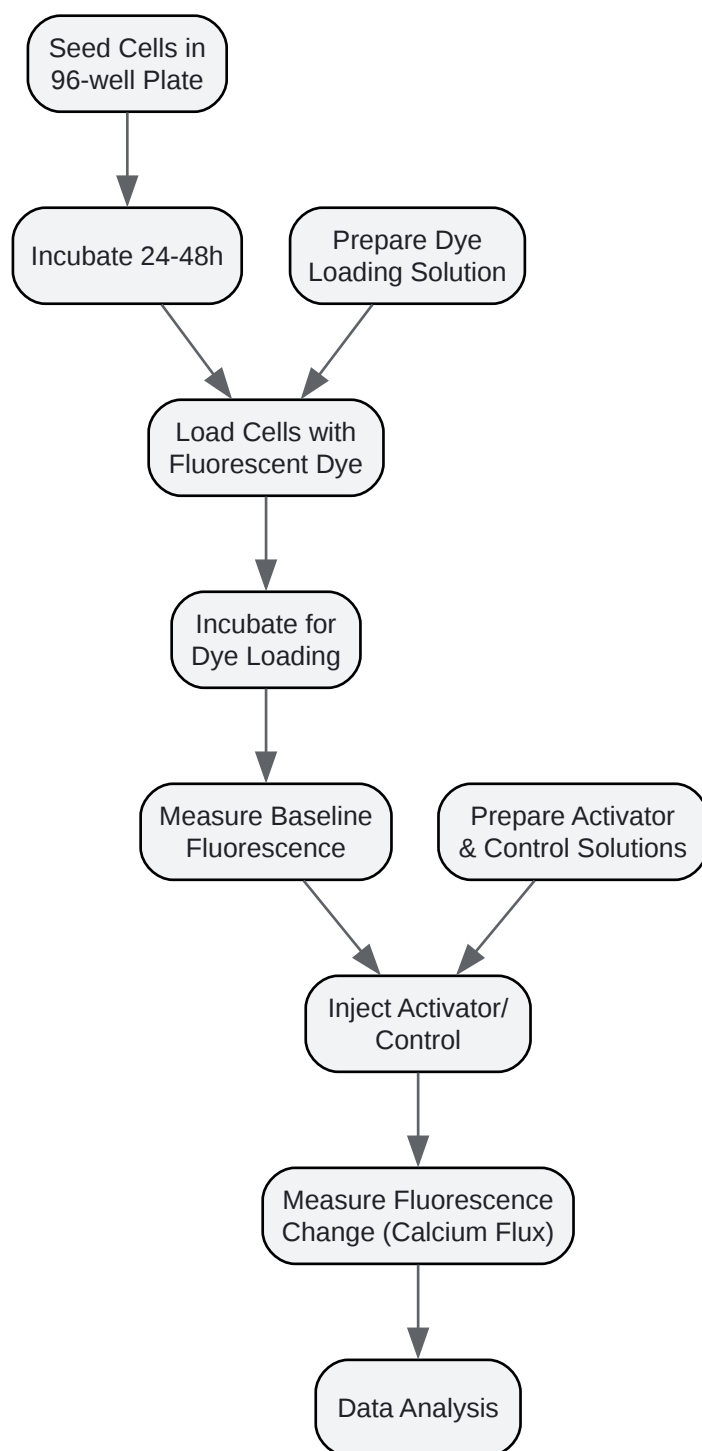 Seed Cells in
96-well Plate
Incubate 24-48h
Prepare Dye
Loading Solution
Load Cells with
Fluorescent Dye
Incubate for
Dye Loading
Measure Baseline
Fluorescence
Prepare Activator
& Control Solutions
Inject Activator/
Control
Measure Fluorescence
Change (Calcium Flux)
Data Analysis